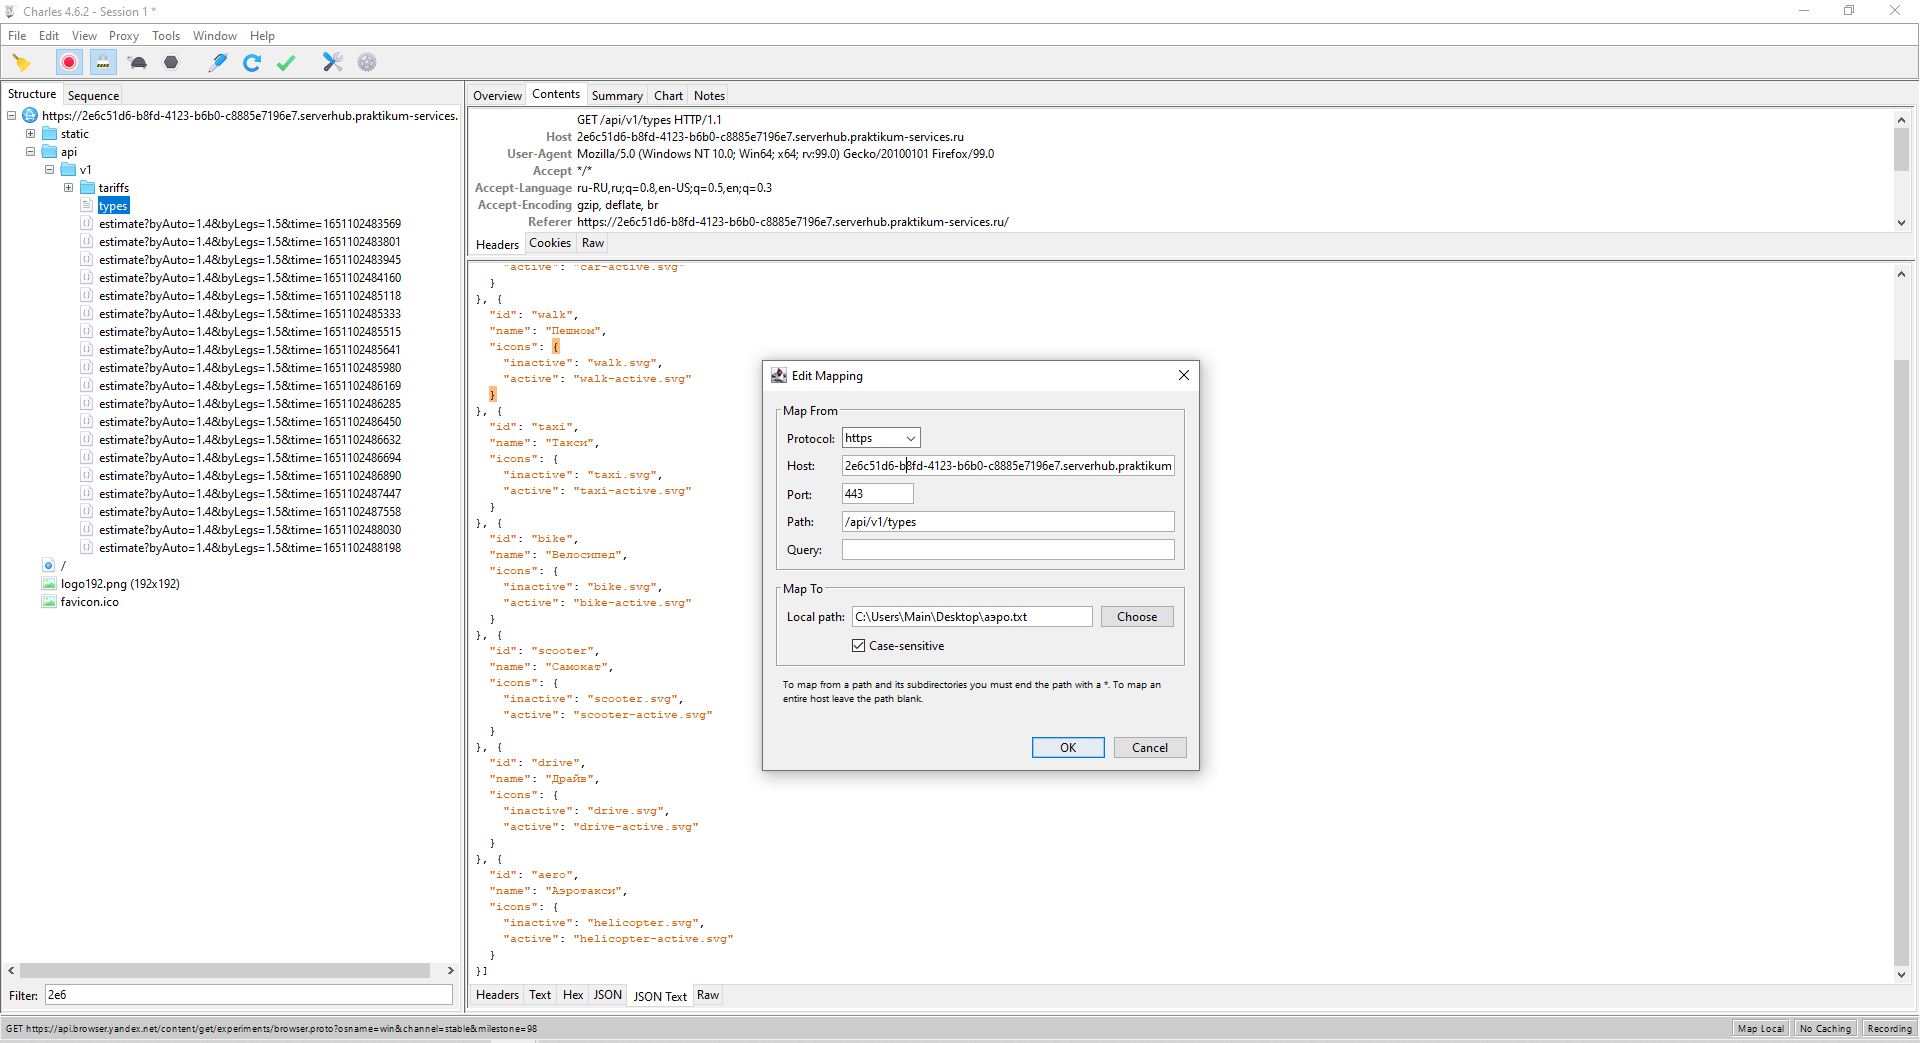 Charles 4.6.2 - Session 1 *
File Edit View Proxy Tools Window Help
Structure Sequence
https://2e6c51d6-b8fd-4123-b6b0-c8885e7196e7.serverhub.praktikum-services.
static
api
v1
tariffs
types
estimate?byAuto=1.4&byLegs=1.5&time=1651102483569
estimate?byAuto=1.4&byLegs=1.5&time=1651102483801
estimate?byAuto=1.4&byLegs=1.5&time=1651102483945
estimate?byAuto=1.4&byLegs=1.5&time=1651102484160
estimate?byAuto=1.4&byLegs=1.5&time=1651102485118
estimate?byAuto=1.4&byLegs=1.5&time=1651102485333
estimate?byAuto=1.4&byLegs=1.5&time=1651102485515
estimate?byAuto=1.4&byLegs=1.5&time=1651102485641
estimate?byAuto=1.4&byLegs=1.5&time=1651102485980
estimate?byAuto=1.4&byLegs=1.5&time=1651102486169
estimate?byAuto=1.4&byLegs=1.5&time=1651102486285
estimate?byAuto=1.4&byLegs=1.5&time=1651102486450
estimate?byAuto=1.4&byLegs=1.5&time=1651102486632
estimate?byAuto=1.4&byLegs=1.5&time=1651102486694
estimate?byAuto=1.4&byLegs=1.5&time=1651102486890
estimate?byAuto=1.4&byLegs=1.5&time=1651102487447
estimate?byAuto=1.4&byLegs=1.5&time=1651102487558
estimate?byAuto=1.4&byLegs=1.5&time=1651102488030
estimate?byAuto=1.4&byLegs=1.5&time=1651102488198
/
logo192.png (192x192)
favicon.ico
Filter: 2e6
Overview Contents Summary Chart Notes
GET /api/v1/types HTTP/1.1
Host 2e6c51d6-b8fd-4123-b6b0-c8885e7196e7.serverhub.praktikum-services.ru
User-Agent Mozilla/5.0 (Windows NT 10.0; Win64; x64; rv:99.0) Gecko/20100101 Firefox/99.0
Accept */*
Accept-Language ru-RU,ru;q=0.8,en-US;q=0.5,en;q=0.3
Accept-Encoding gzip, deflate, br
Referer https://2e6c51d6-b8fd-4123-b6b0-c8885e7196e7.serverhub.praktikum-services.ru/
Headers Cookies Raw
"active": "car-active.svg"
}
}, {
"id": "walk",
"name": "Пешком",
"icons": {
"inactive": "walk.svg",
"active": "walk-active.svg"
}
}, {
"id": "taxi",
"name": "Такси",
"icons": {
"inactive": "taxi.svg",
"active": "taxi-active.svg"
}
}, {
"id": "bike",
"name": "Велосипед",
"icons": {
"inactive": "bike.svg",
"active": "bike-active.svg"
}
}, {
"id": "scooter",
"name": "Самокат",
"icons": {
"inactive": "scooter.svg",
"active": "scooter-active.svg"
}
}, {
"id": "drive",
"name": "Драйв",
"icons": {
"inactive": "drive.svg",
"active": "drive-active.svg"
}
}, {
"id": "aero",
"name": "Аэротакси",
"icons": {
"inactive": "helicopter.svg",
"active": "helicopter-active.svg"
}
}]
Headers Text Hex JSON JSON Text Raw
Edit Mapping
Map From
Protocol: https
Host: 2e6c51d6-b8fd-4123-b6b0-c8885e7196e7.serverhub.praktikum
Port: 443
Path: /api/v1/types
Query:
Map To
Local path: C:\Users\Main\Desktop\аэро.txt Choose
Case-sensitive
To map from a path and its subdirectories you must end the path with a *. To map an
entire host leave the path blank.
OK Cancel
GET https://api.browser.yandex.net/content/get/experiments/browser.proto?osname=win&channel=stable&milestone=98
Map Local No Caching Recording